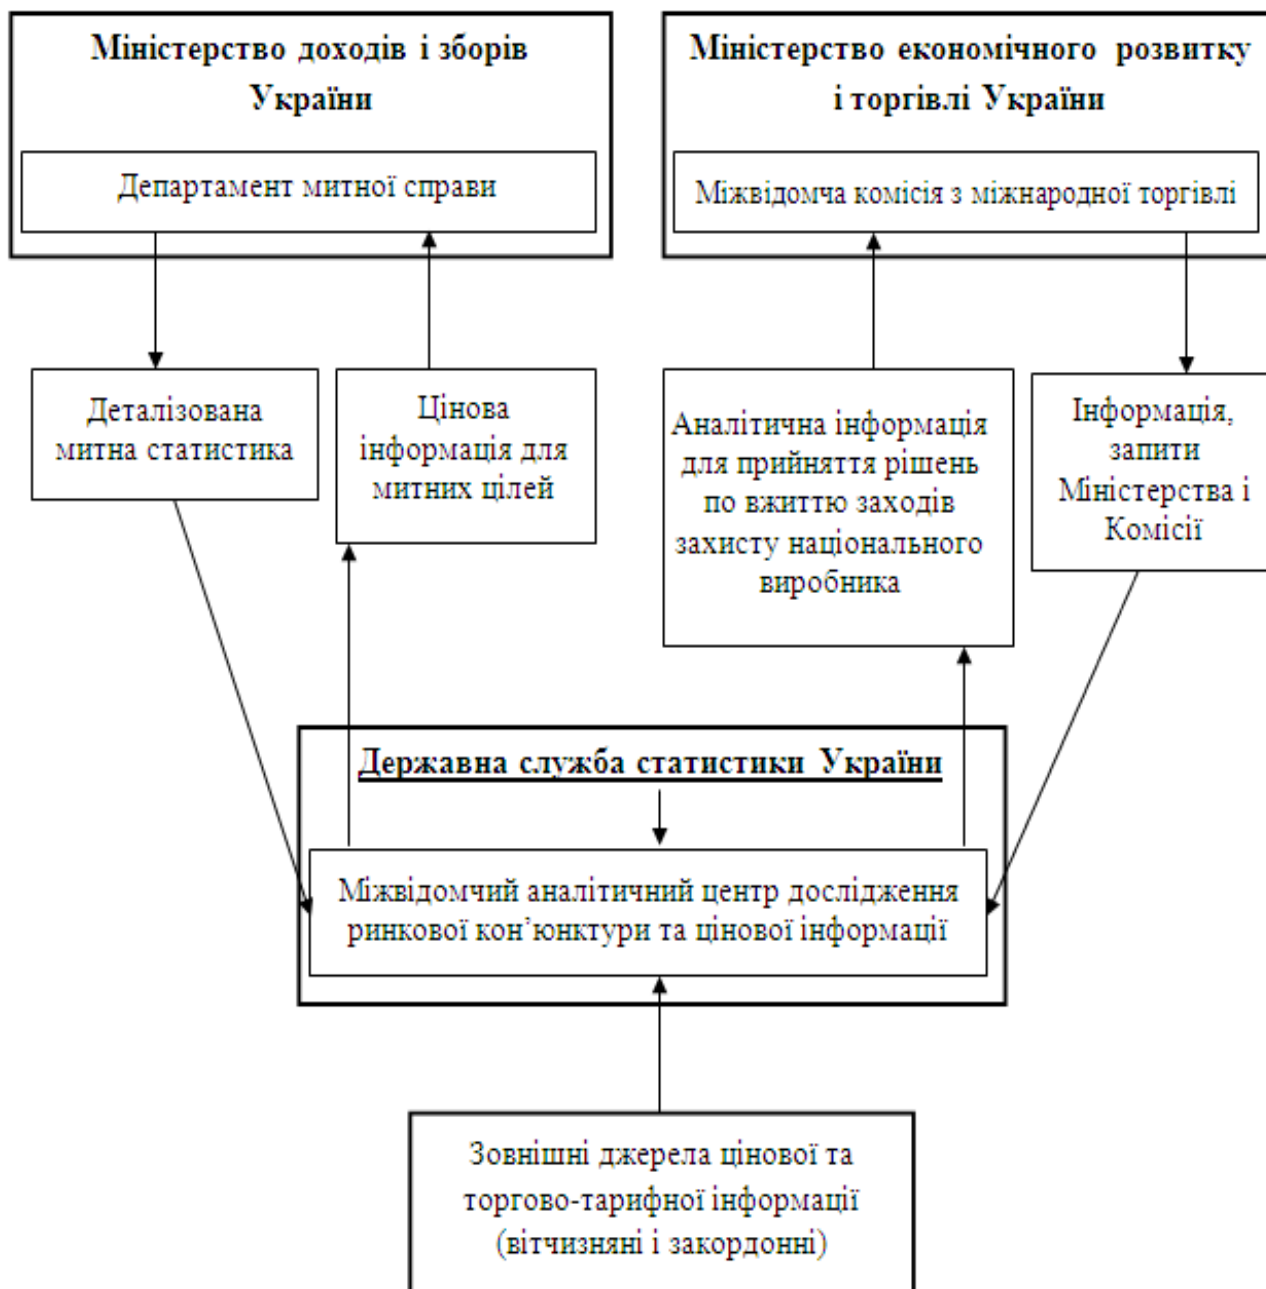 Міністерство доходів і зборів
України
Департамент митної справи
Міністерство економічного розвитку
і торгівлі України
Міжвідомча комісія з міжнародної торгівлі
Деталізована
митна статистика
Цінова
інформація для
митних цілей
Аналітична інформація
для прийняття рішень
по вжиттю заходів
захисту національного
виробника
Інформація,
запити
Міністерства і
Комісії
Державна служба статистики України
Міжвідомчий аналітичний центр дослідження
ринкової кон’юнктури та цінової інформації
Зовнішні джерела цінової та
торгово-тарифної інформації
(вітчизняні і закордонні)